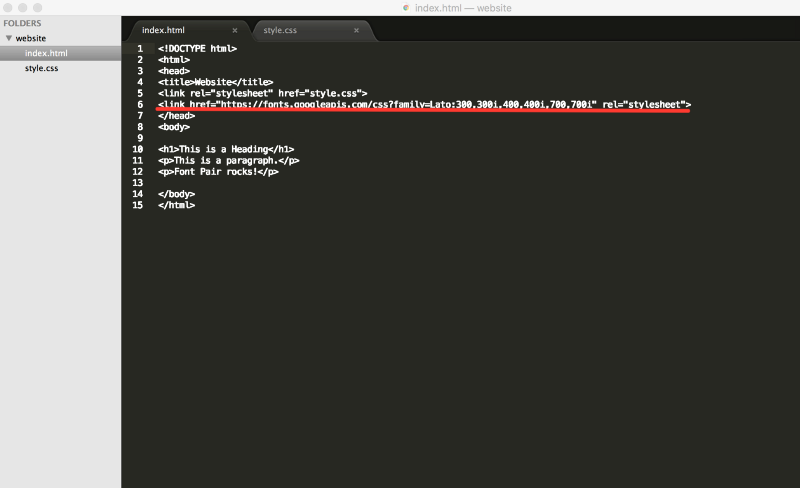 index.html — website
FOLDERS
website
index.html
style.css
index.html ×
style.css ×
1 <!DOCTYPE html>
2 <html>
3 <head>
4 <title>Website</title>
5 <link rel="stylesheet" href="style.css">
6 <link href="https://fonts.googleapis.com/css?family=Lato:300,300i,400,400i,700,700i" rel="stylesheet">
7 </head>
8 <body>
9
10 <h1>This is a Heading</h1>
11 <p>This is a paragraph.</p>
12 <p>Font Pair rocks!</p>
13
14 </body>
15 </html>